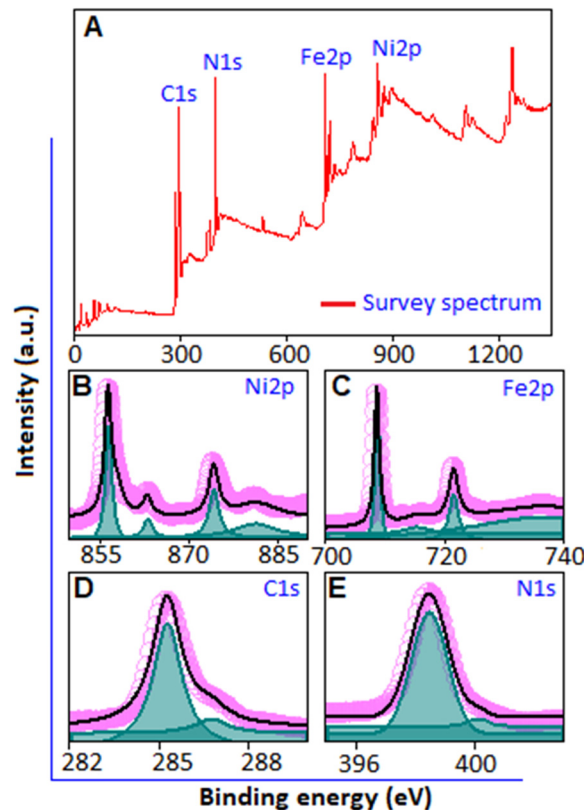 A
C1s
N1s
Fe2p
Ni2p
Survey spectrum
0 300 600 900 1200
B
Ni2p
855 870 885
C
Fe2p
700 720 740
D
C1s
282 285 288
E
N1s
396 400
Intensity (a.u.)
Binding energy (eV)